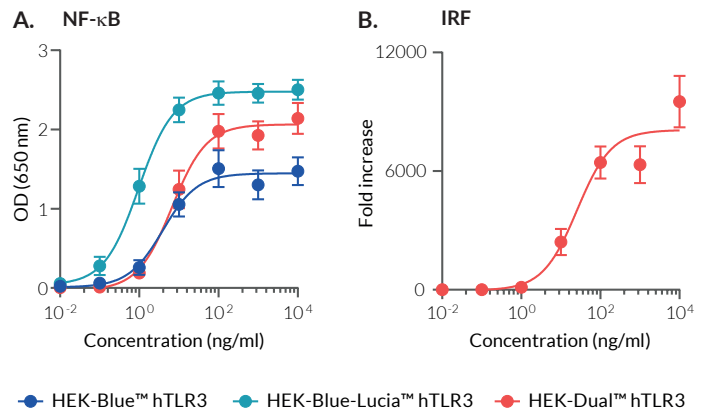 A. NF-κB
3
2
1
0
OD (650 nm)
10-2 100 102 104
Concentration (ng/ml)
B. IRF
12000
6000
0
Fold increase
10-2 100 102 104
Concentration (ng/ml)
HEK-Blue™ hTLR3 HEK-Blue-Lucia™ hTLR3 HEK-Dual™ hTLR3